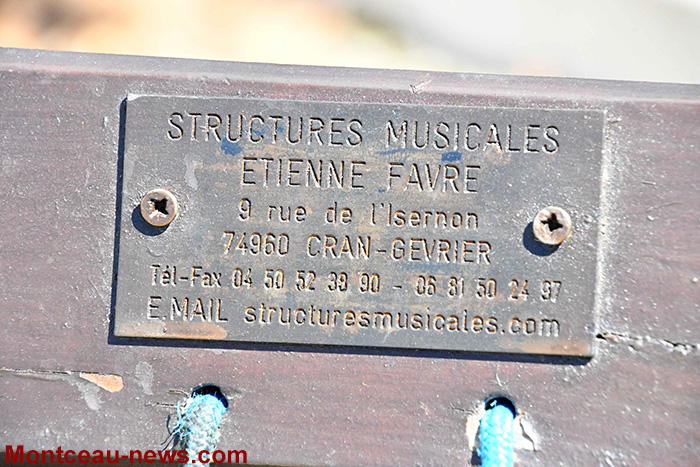 STRUCTURES MUSICALES
ETIENNE FAVRE
9 rue de l'Isernon
74960 CRAN-GEVRIER
Tél-Fax 04 50 52 39 90 - 06 81 50 24 97
E.MAIL structuresmusicales.com
Montceau-news.com